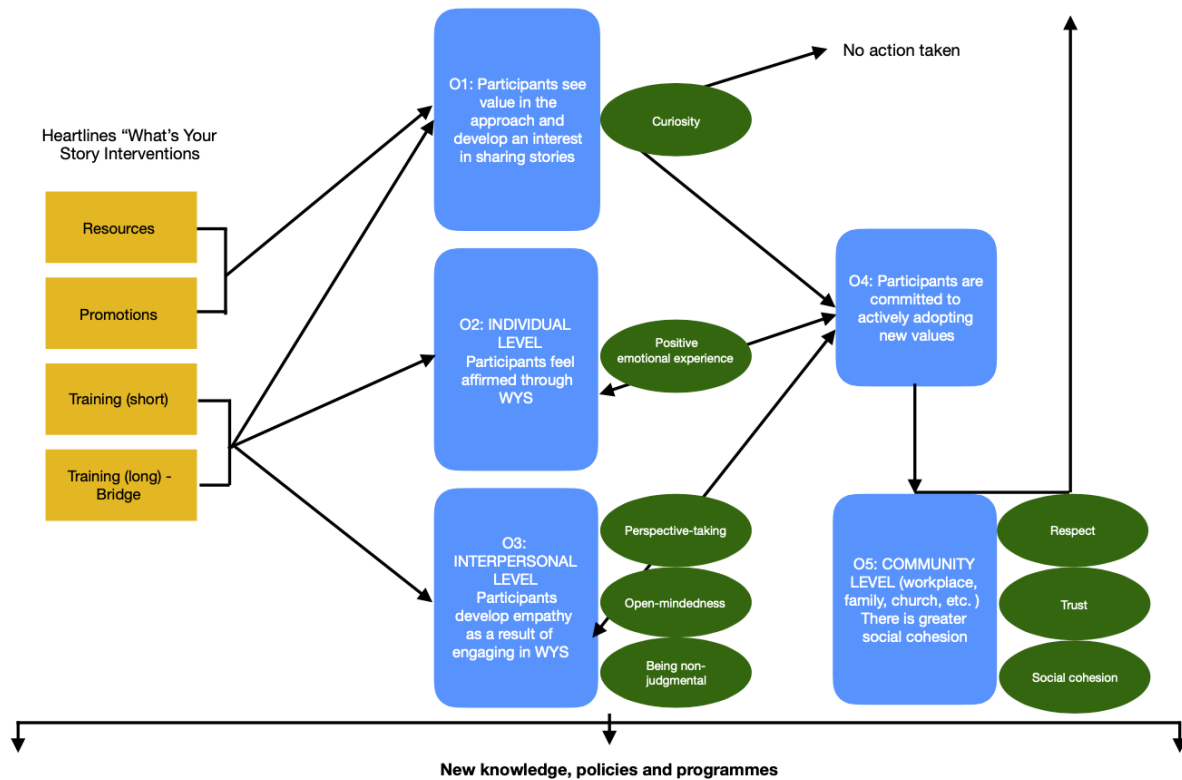 Heartlines “What’s Your
Story Interventions
Resources
Promotions
Training (short)
Training (long) -
Bridge
O1: Participants see
value in the
approach and
develop an interest
in sharing stories
Curiosity
No action taken
O2: INDIVIDUAL
LEVEL
Participants feel
affirmed through
WYS
Positive
emotional experience
O3:
INTERPERSONAL
LEVEL
Participants
develop empathy
as a result of
engaging in WYS
Perspective-taking
Open-mindedness
Being non-
judgmental
O4: Participants are
committed to
actively adopting
new values
O5: COMMUNITY
LEVEL (workplace,
family, church, etc. )
There is greater
social cohesion
Respect
Trust
Social cohesion
New knowledge, policies and programmes